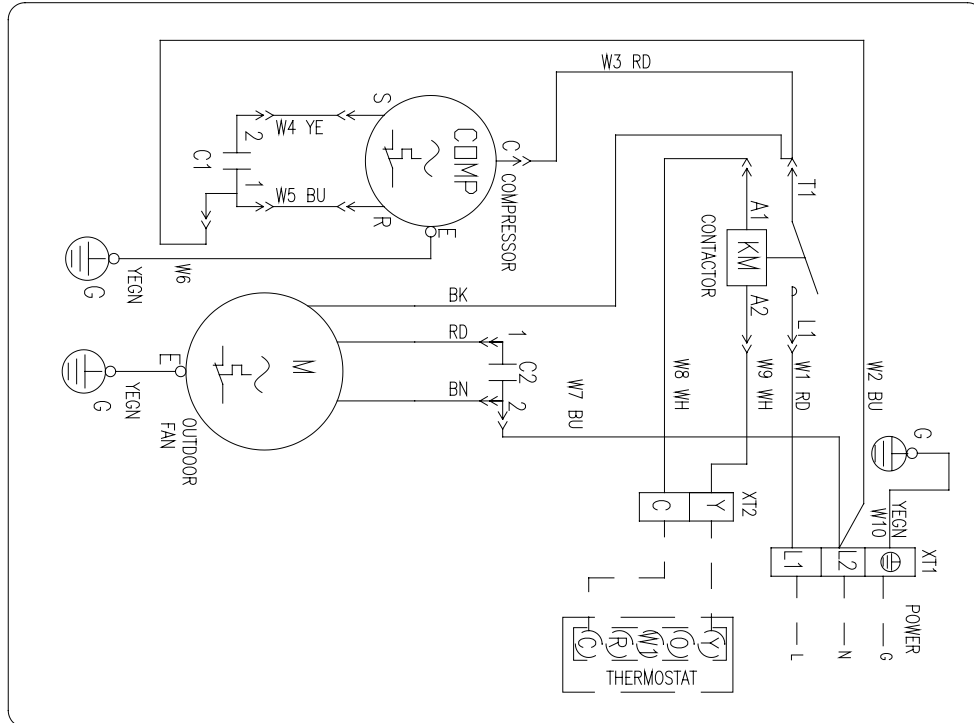 W3 RD
S
W4 YE
2
C1
1
W5 BU
R
COMP
C
COMPRESSOR
E
W6
YEGN
G
T1
A1
KM
CONTACTOR
A2
L1
BK
M
RD
1
C2
BN
2
W7 BU
W8 WH
W9 WH
W1 RD
W2 BU
E
YEGN
G
OUTDOOR
FAN
G
YEGN
W10
XT2
C
Y
XT1
L1
L2
POWER
L
N
G
C
R
W1
O
Y
THERMOSTAT